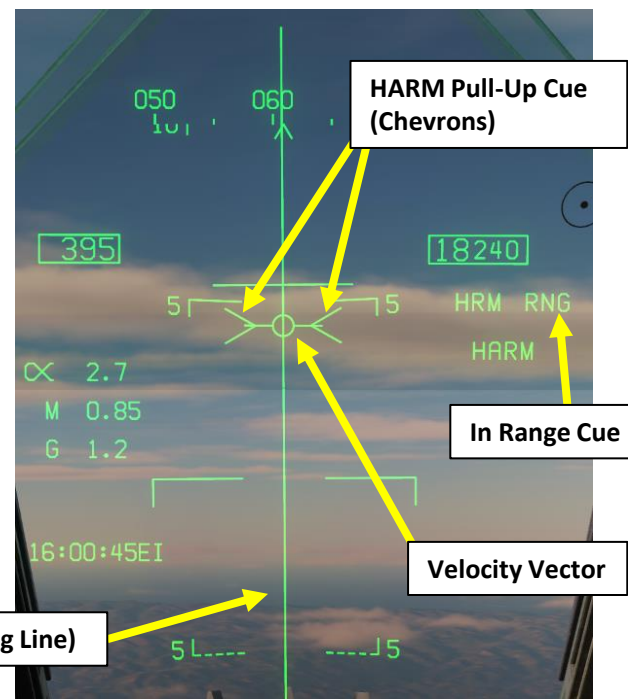 HARM Pull-Up Cue
(Chevrons)
050 060
395
18240
5 5
HRM RNG
HARM
α 2.7
M 0.85
G 1.2
In Range Cue
16:00:45EI
Velocity Vector
g Line)
5 5